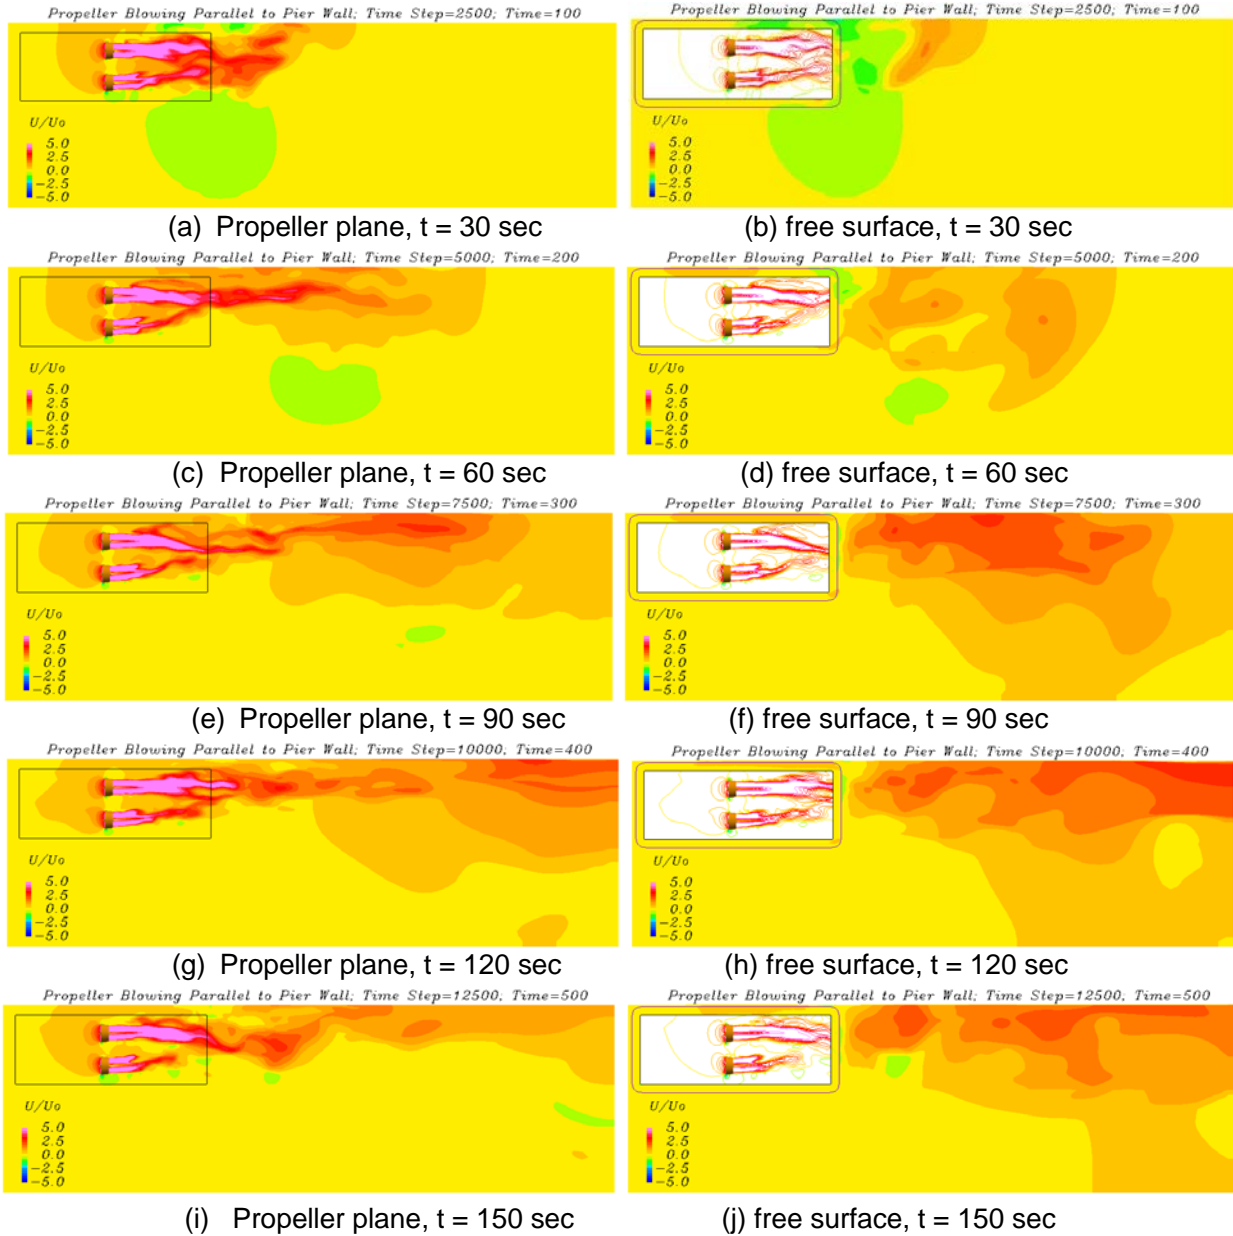 Propeller Blowing Parallel to Pier Wall; Time Step=2500; Time=100
U/Uo
5.0
2.5
0.0
-2.5
-5.0
(a) Propeller plane, t = 30 sec
Propeller Blowing Parallel to Pier Wall; Time Step=2500; Time=100
U/Uo
5.0
2.5
0.0
-2.5
-5.0
(b) free surface, t = 30 sec
Propeller Blowing Parallel to Pier Wall; Time Step=5000; Time=200
U/Uo
5.0
2.5
0.0
-2.5
-5.0
(c) Propeller plane, t = 60 sec
Propeller Blowing Parallel to Pier Wall; Time Step=5000; Time=200
U/Uo
5.0
2.5
0.0
-2.5
-5.0
(d) free surface, t = 60 sec
Propeller Blowing Parallel to Pier Wall; Time Step=7500; Time=300
U/Uo
5.0
2.5
0.0
-2.5
-5.0
(e) Propeller plane, t = 90 sec
Propeller Blowing Parallel to Pier Wall; Time Step=7500; Time=300
U/Uo
5.0
2.5
0.0
-2.5
-5.0
(f) free surface, t = 90 sec
Propeller Blowing Parallel to Pier Wall; Time Step=10000; Time=400
U/Uo
5.0
2.5
0.0
-2.5
-5.0
(g) Propeller plane, t = 120 sec
Propeller Blowing Parallel to Pier Wall; Time Step=10000; Time=400
U/Uo
5.0
2.5
0.0
-2.5
-5.0
(h) free surface, t = 120 sec
Propeller Blowing Parallel to Pier Wall; Time Step=12500; Time=500
U/Uo
5.0
2.5
0.0
-2.5
-5.0
(i) Propeller plane, t = 150 sec
Propeller Blowing Parallel to Pier Wall; Time Step=12500; Time=500
U/Uo
5.0
2.5
0.0
-2.5
-5.0
(j) free surface, t = 150 sec